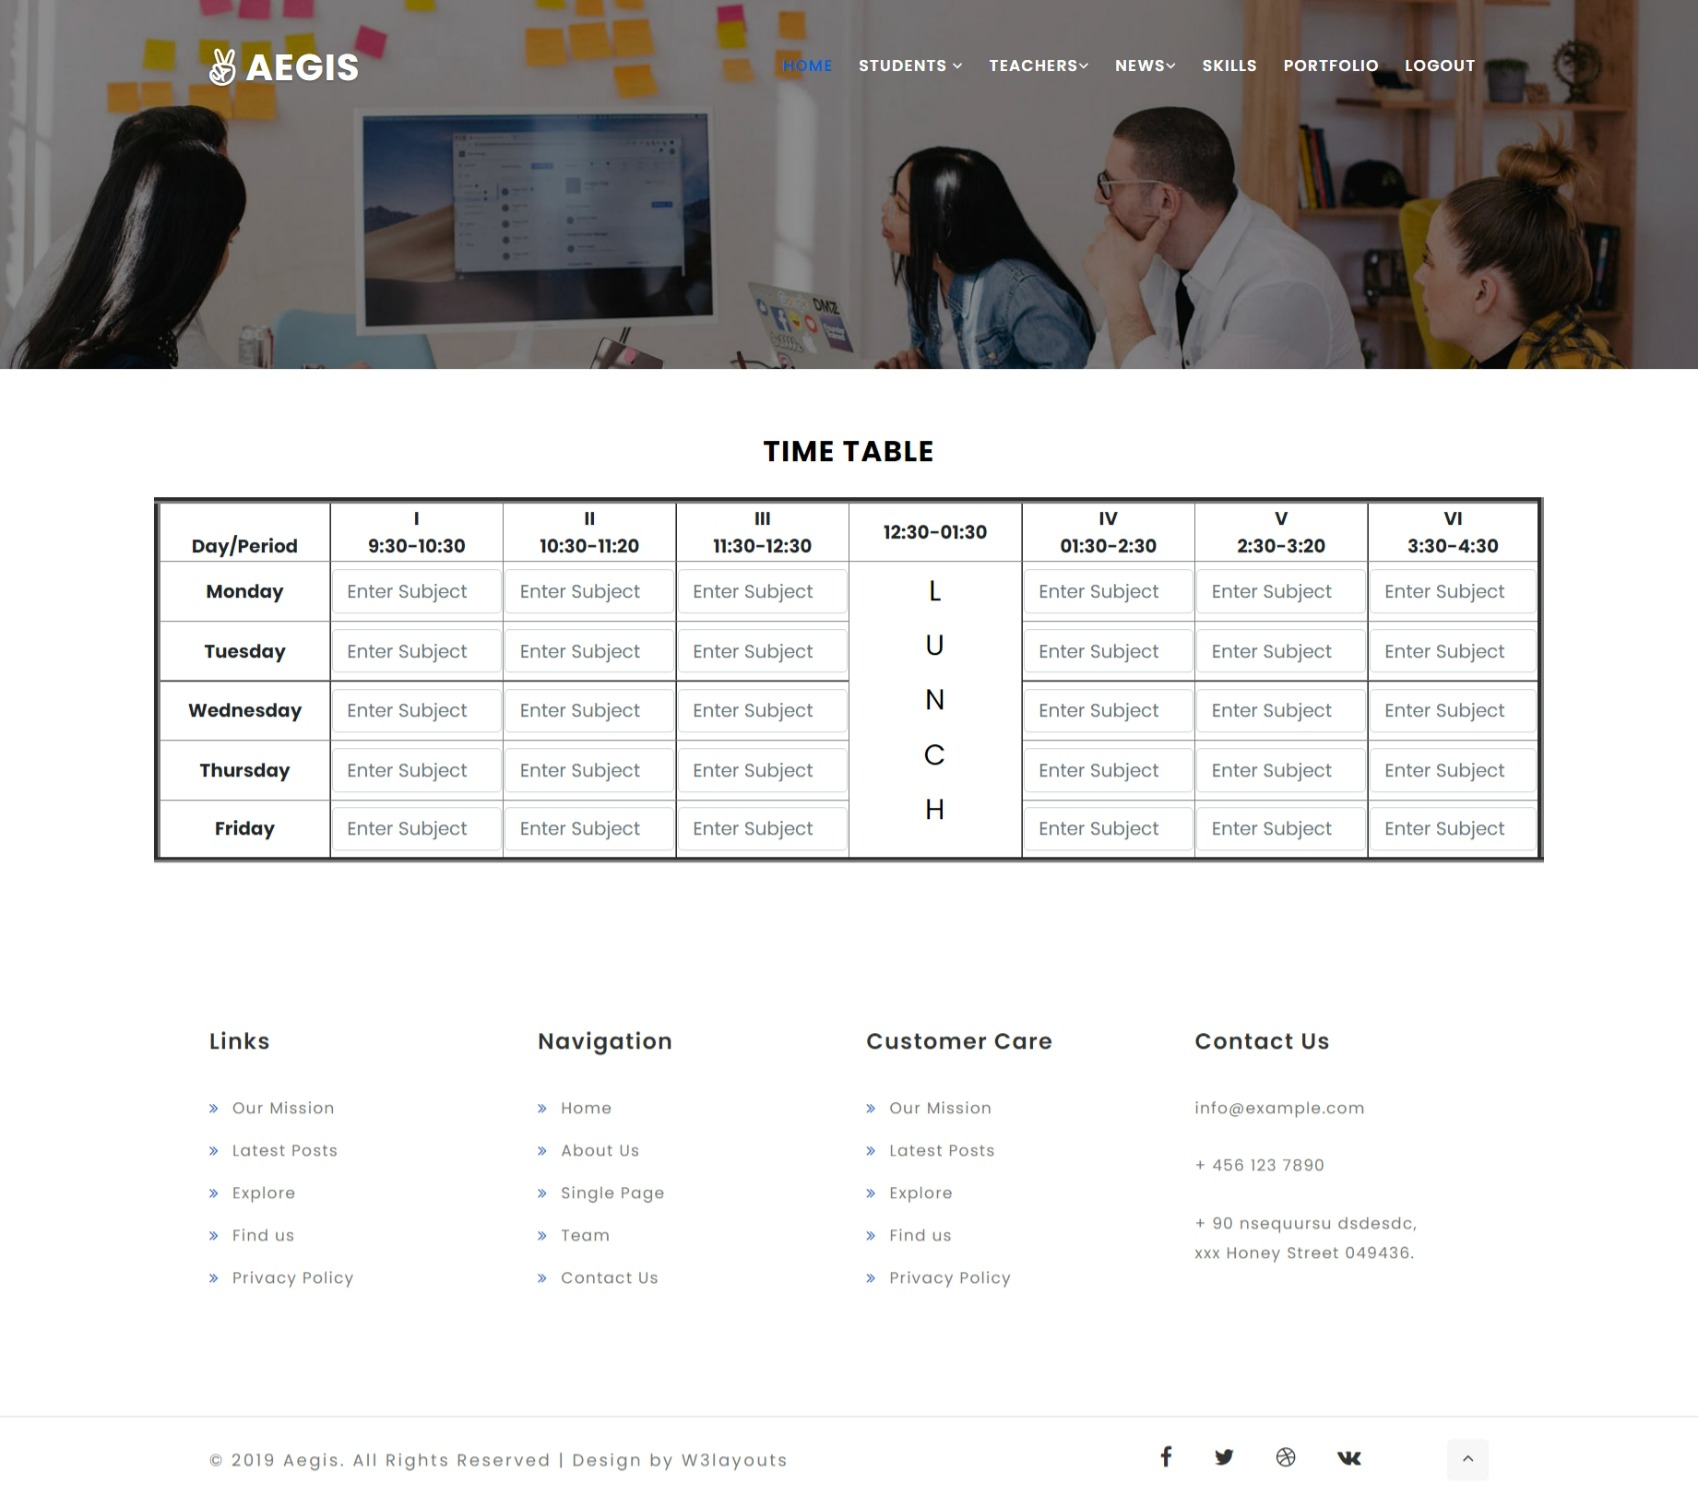 AEGIS
HOME STUDENTS TEACHERS NEWS SKILLS PORTFOLIO LOGOUT
DMZ
TIME TABLE
Day/Period
I
9:30-10:30
II
10:30-11:20
III
11:30-12:30
12:30-01:30
IV
01:30-2:30
V
2:30-3:20
VI
3:30-4:30
Monday Enter Subject Enter Subject Enter Subject L Enter Subject Enter Subject Enter Subject
Tuesday Enter Subject Enter Subject Enter Subject U Enter Subject Enter Subject Enter Subject
Wednesday Enter Subject Enter Subject Enter Subject N Enter Subject Enter Subject Enter Subject
Thursday Enter Subject Enter Subject Enter Subject C Enter Subject Enter Subject Enter Subject
Friday Enter Subject Enter Subject Enter Subject H Enter Subject Enter Subject Enter Subject
Links
» Our Mission
» Latest Posts
» Explore
» Find us
» Privacy Policy
Navigation
» Home
» About Us
» Single Page
» Team
» Contact Us
Customer Care
» Our Mission
» Latest Posts
» Explore
» Find us
» Privacy Policy
Contact Us
info@example.com
+ 456 123 7890
+ 90 nsequursu dsdesdc,
xxx Honey Street 049436.
© 2019 Aegis. All Rights Reserved | Design by W3layouts